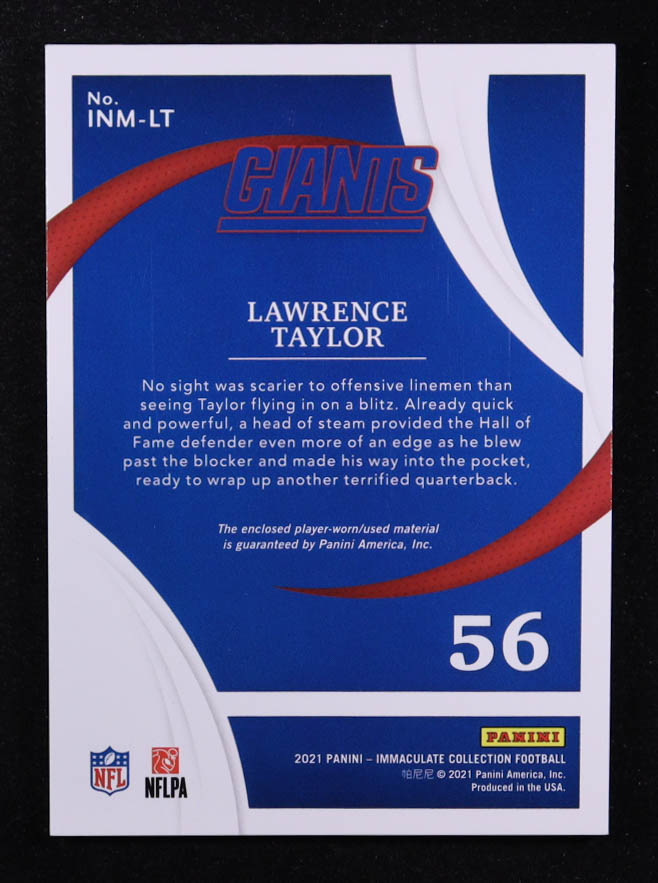 No.
INM-LT
GIANTS
LAWRENCE
TAYLOR
No sight was scarier to offensive linemen than
seeing Taylor flying in on a blitz. Already quick
and powerful, a head of steam provided the Hall of
Fame defender even more of an edge as he blew
past the blocker and made his way into the pocket,
ready to wrap up another terrified quarterback.
The enclosed player-worn/used material
is guaranteed by Panini America, Inc.
56
PANINI
2021 PANINI – IMMACULATE COLLECTION FOOTBALL
帕尼尼 © 2021 Panini America, Inc.
Produced in the USA.
NFL
NFLPA